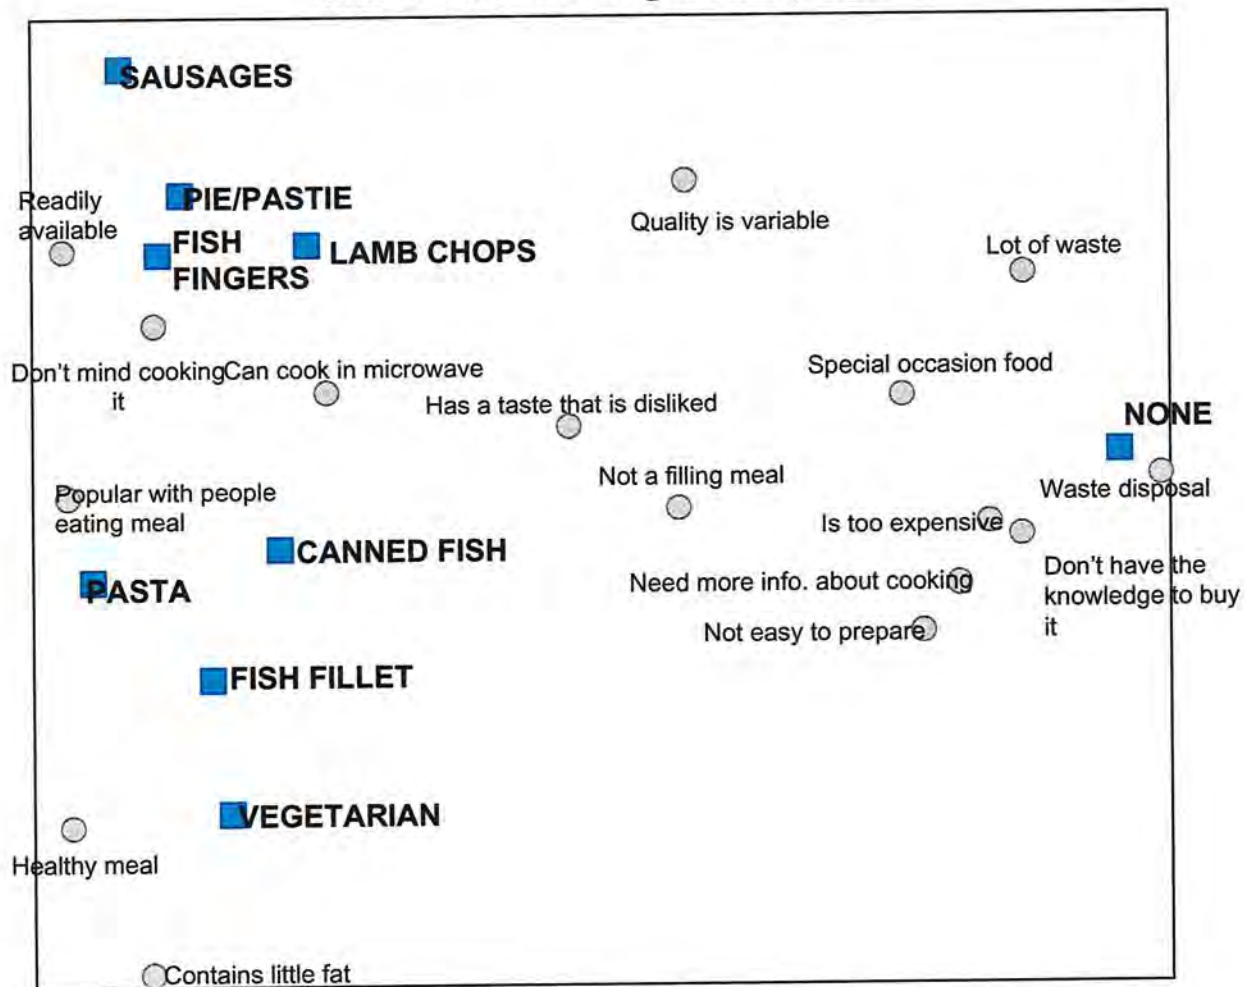 SAUSAGES
PIE/PASTIE
Readily
available
FISH
FINGERS
LAMB CHOPS
Quality is variable
Lot of waste
Don't mind cooking
it
Can cook in microwave
Has a taste that is disliked
Special occasion food
NONE
Waste disposal
Popular with people
eating meal
Not a filling meal
Is too expensive
CANNED FISH
PASTA
Need more info. about cooking
Don't have the
knowledge to buy
it
Not easy to prepare
FISH FILLET
VEGETARIAN
Healthy meal
Contains little fat